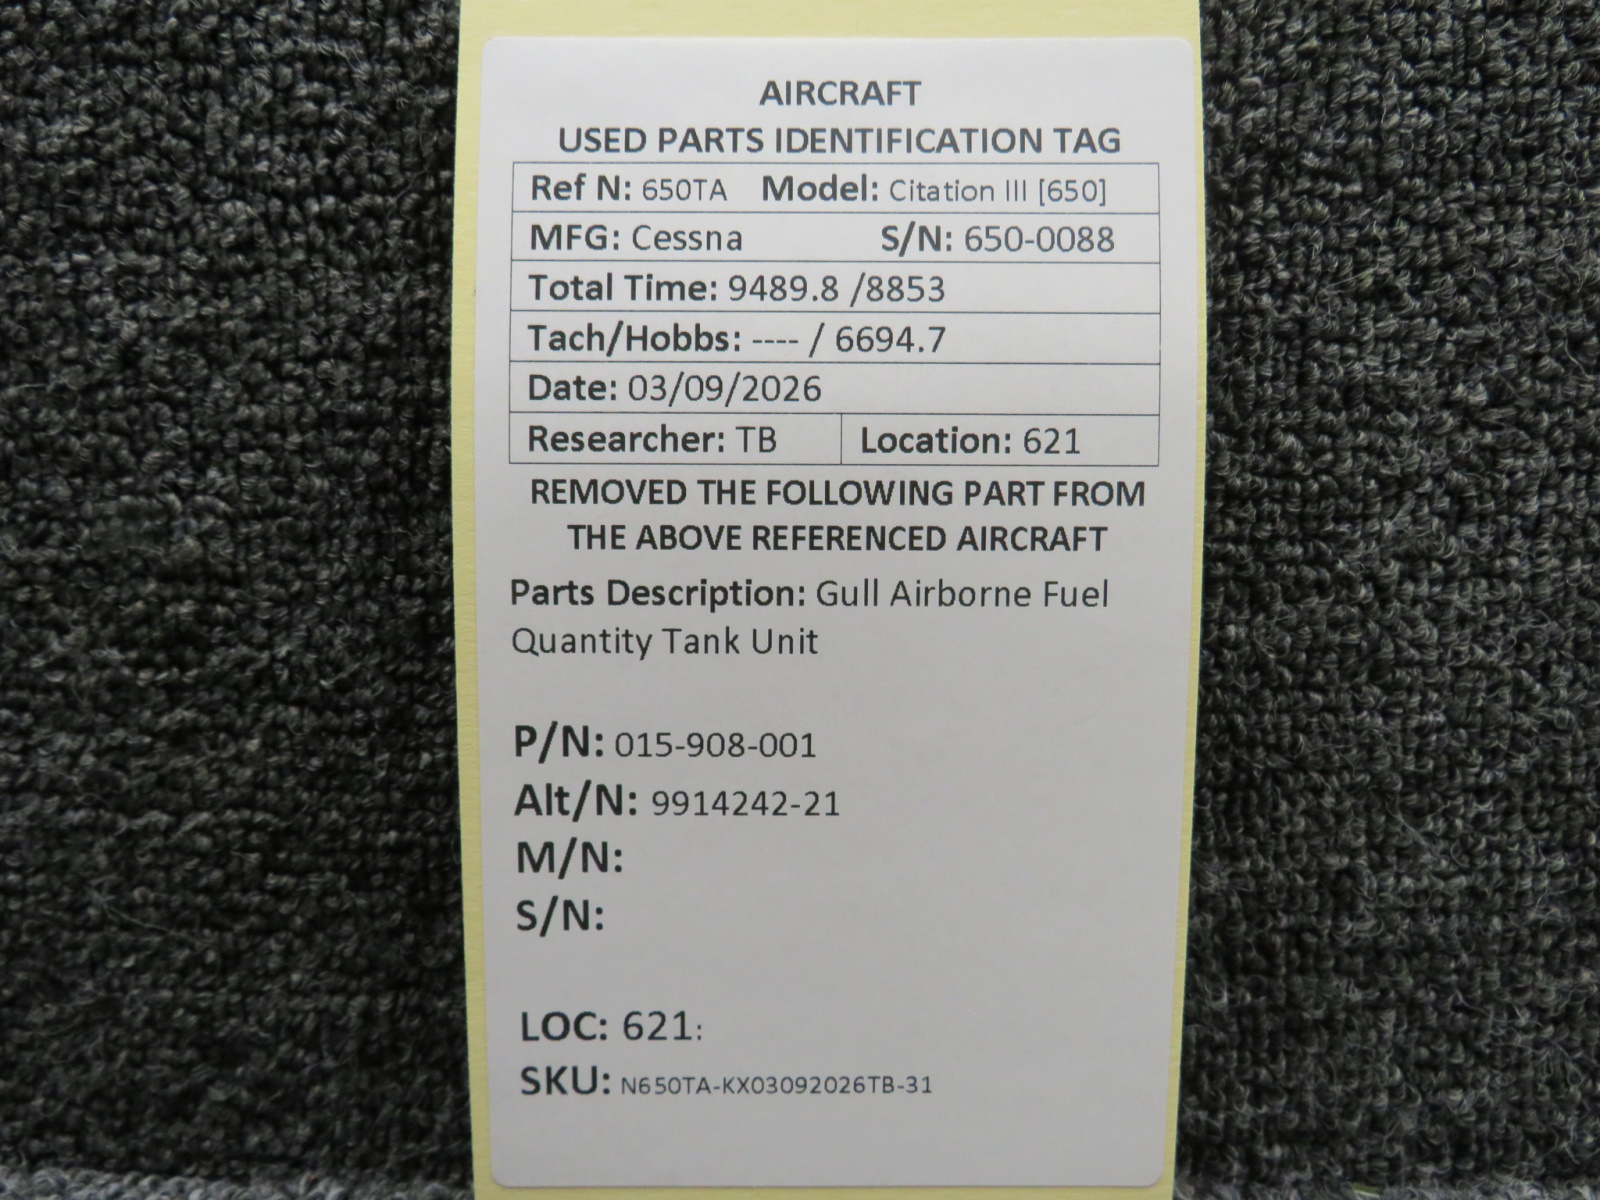 AIRCRAFT
USED PARTS IDENTIFICATION TAG
Ref N: 650TA Model: Citation III [650]
MFG: Cessna S/N: 650-0088
Total Time: 9489.8 /8853
Tach/Hobbs: ---- / 6694.7
Date: 03/09/2026
Researcher: TB Location: 621
REMOVED THE FOLLOWING PART FROM
THE ABOVE REFERENCED AIRCRAFT
Parts Description: Gull Airborne Fuel
Quantity Tank Unit
P/N: 015-908-001
Alt/N: 9914242-21
M/N:
S/N:
LOC: 621:
SKU: N650TA-KX03092026TB-31